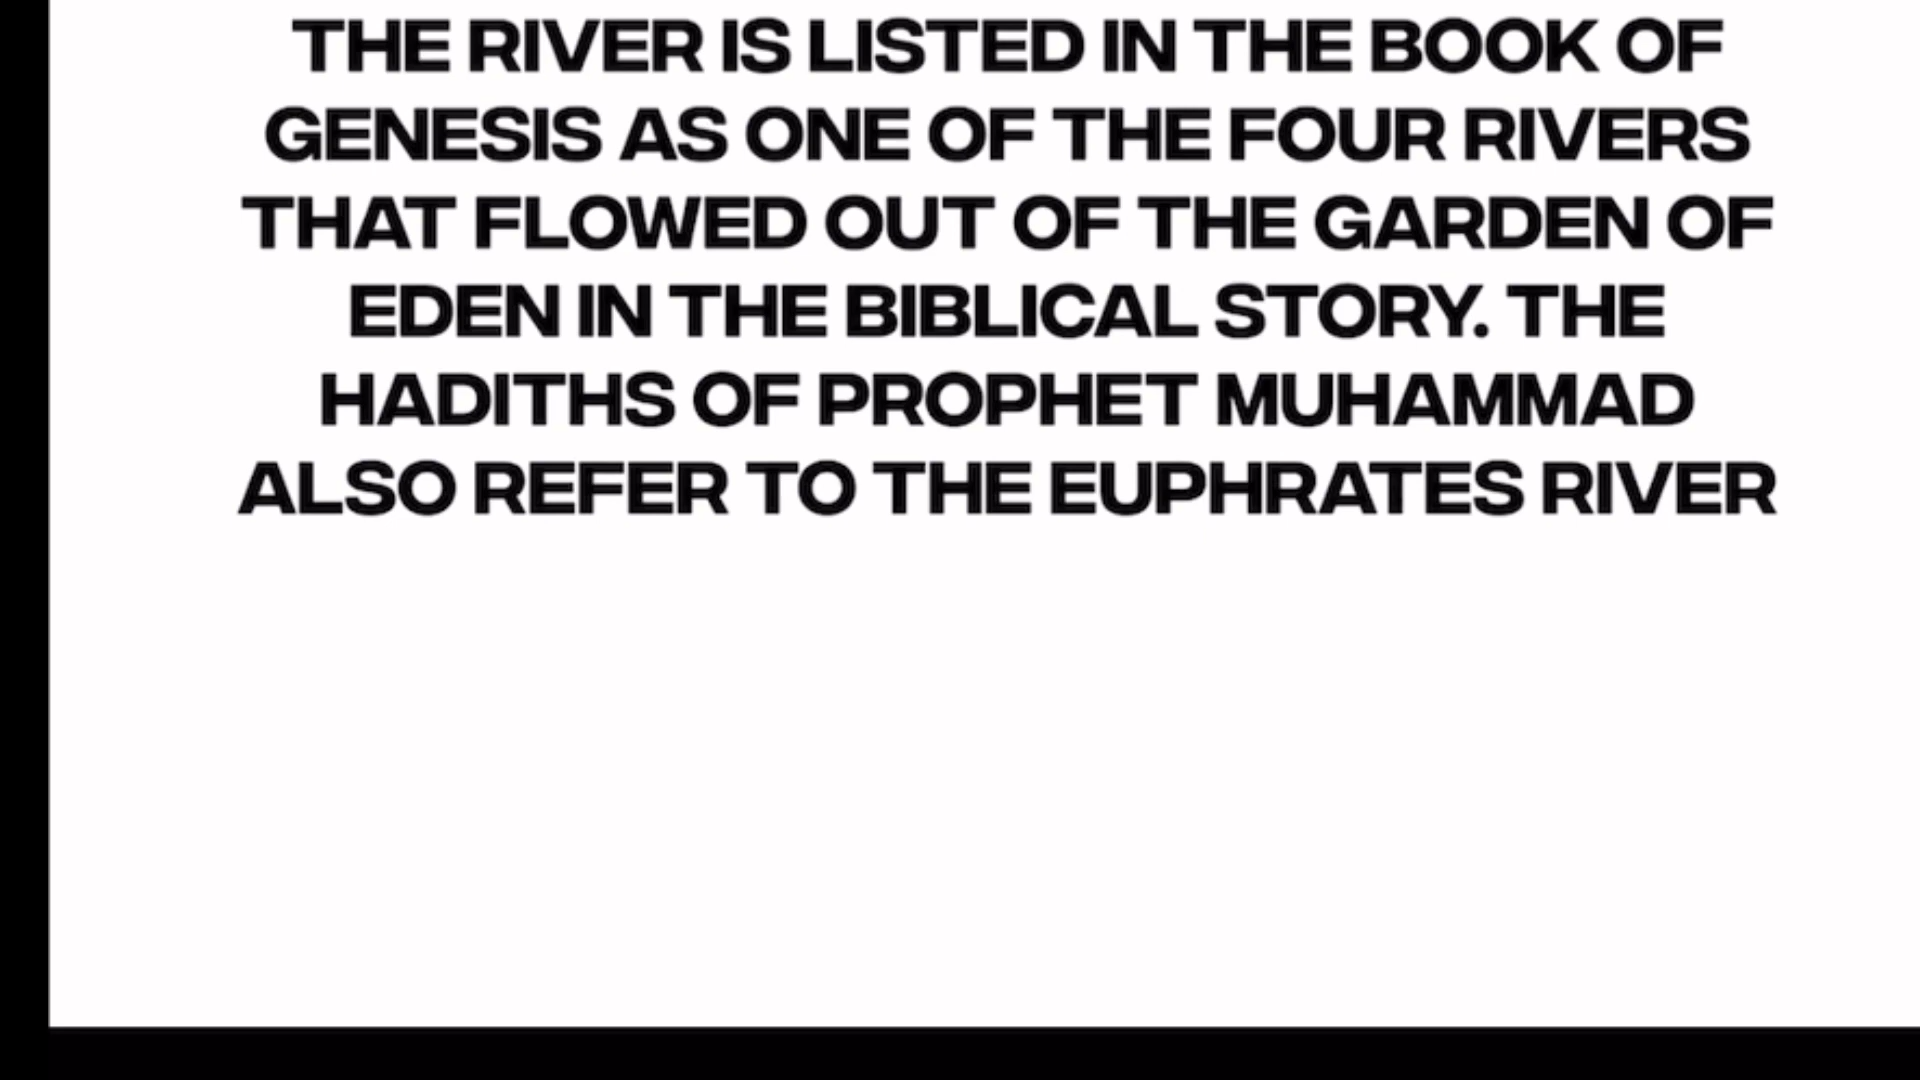 THE RIVER IS LISTED IN THE BOOK OF
GENESIS AS ONE OF THE FOUR RIVERS
THAT FLOWED OUT OF THE GARDEN OF
EDEN IN THE BIBLICAL STORY. THE
HADITHS OF PROPHET MUHAMMAD
ALSO REFER TO THE EUPHRATES RIVER